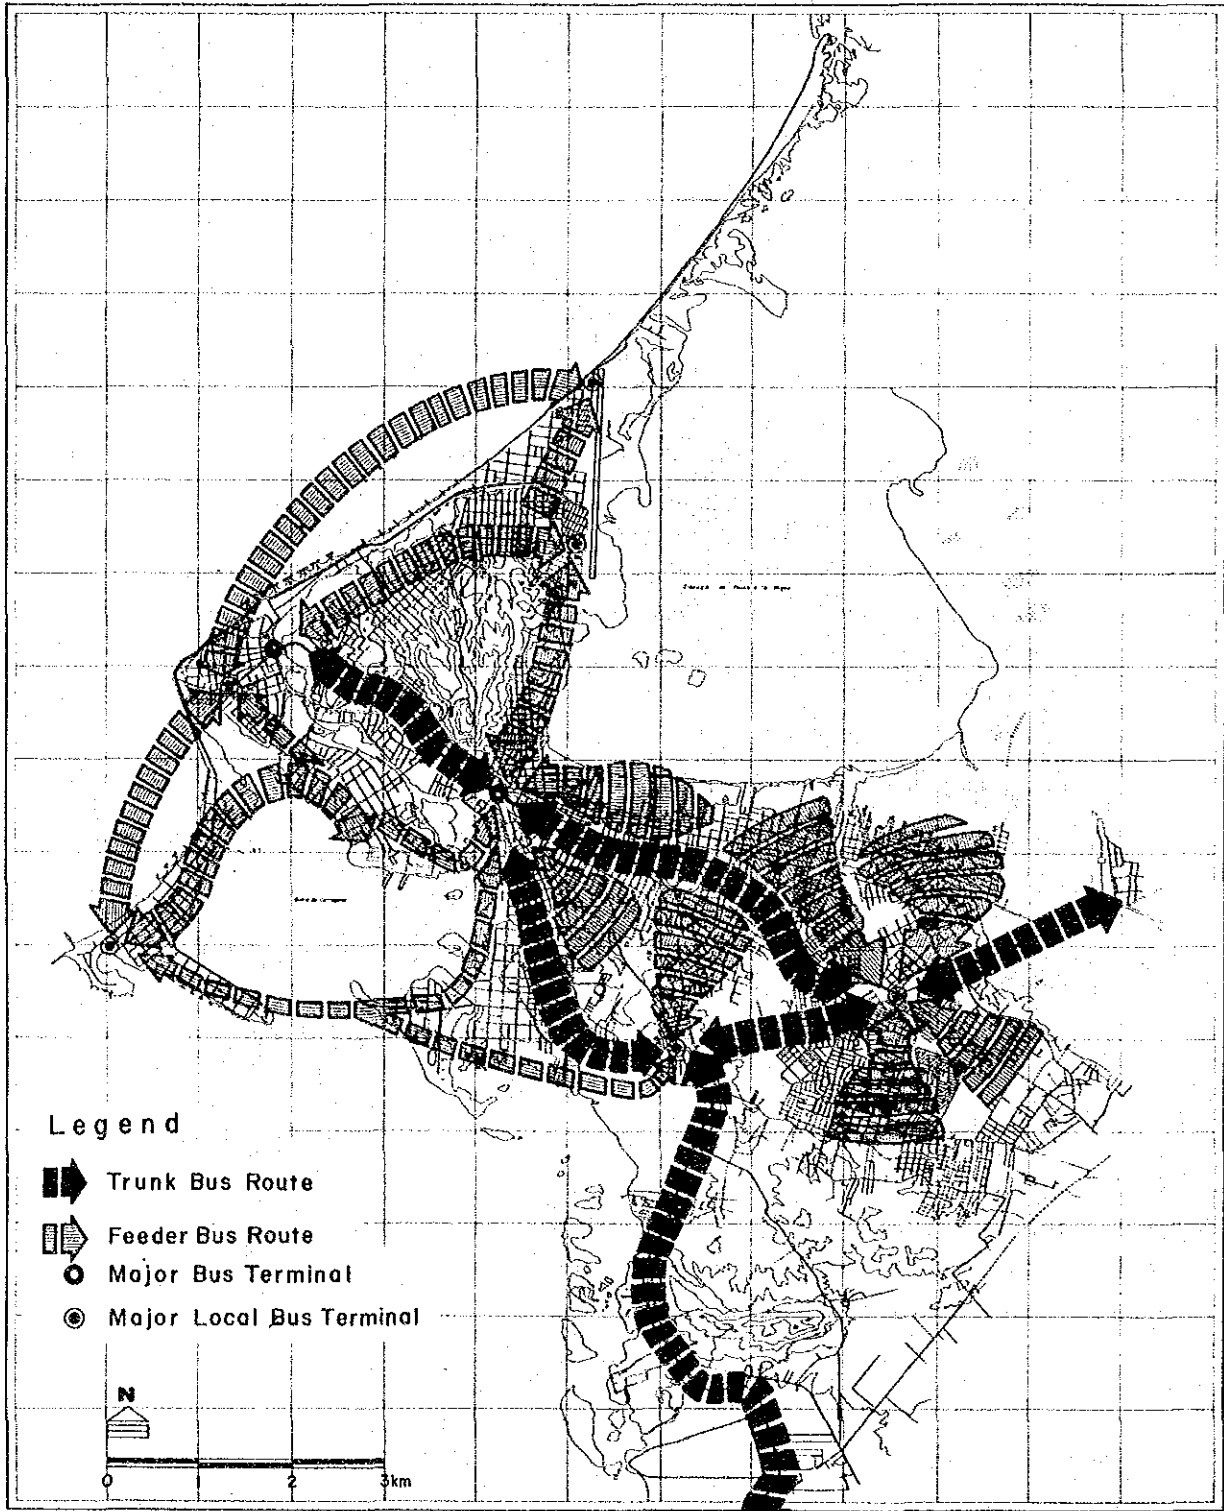 Legend
Trunk Bus Route
Feeder Bus Route
Major Bus Terminal
Major Local Bus Terminal
N
0 1 2 3km